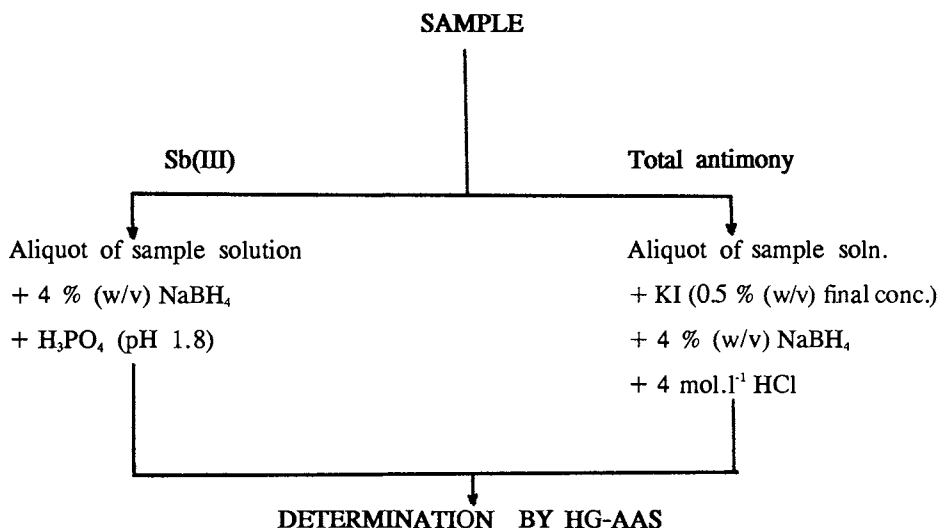 SAMPLE
Sb(III)
Total antimony
Aliquot of sample solution
+ 4 % (w/v) NaBH₄
+ H₃PO₄ (pH 1.8)
Aliquot of sample soln.
+ KI (0.5 % (w/v) final conc.)
+ 4 % (w/v) NaBH₄
+ 4 mol.l⁻¹ HCl
DETERMINATION BY HG-AAS